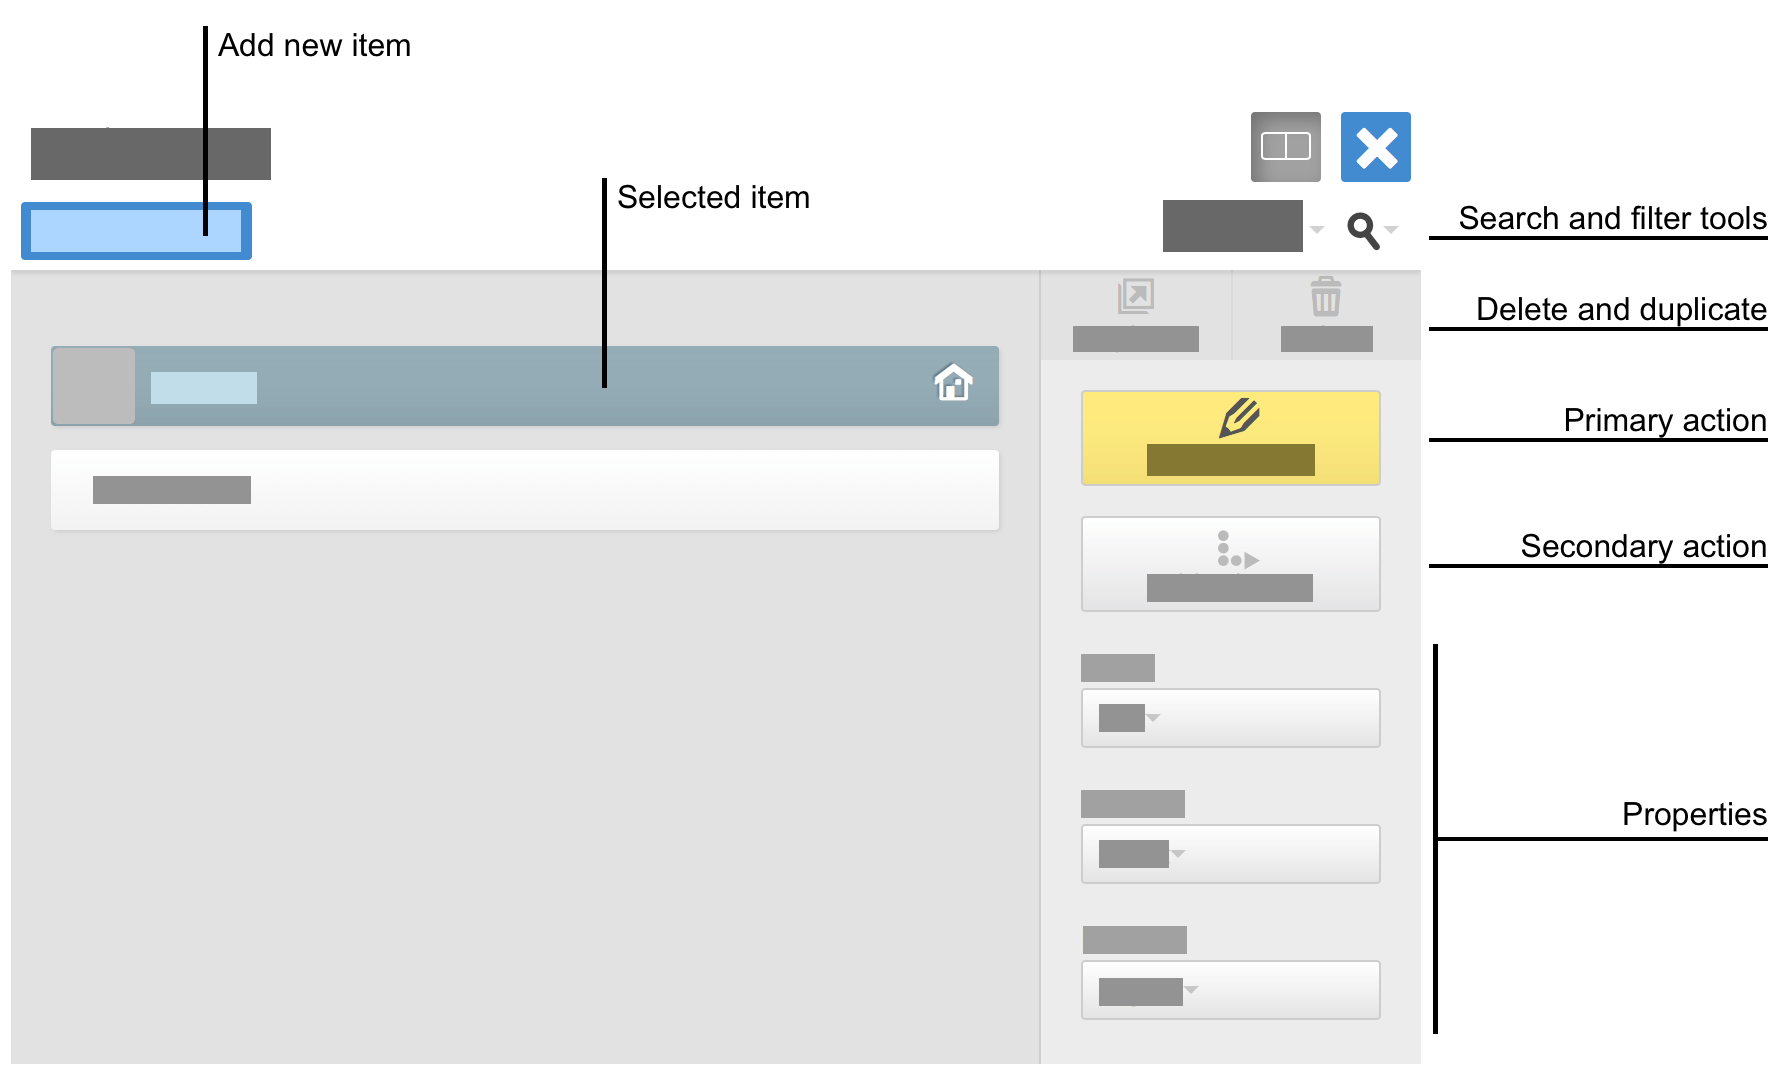 Add new item
Selected item
Search and filter tools
Delete and duplicate
Primary action
Secondary action
Properties